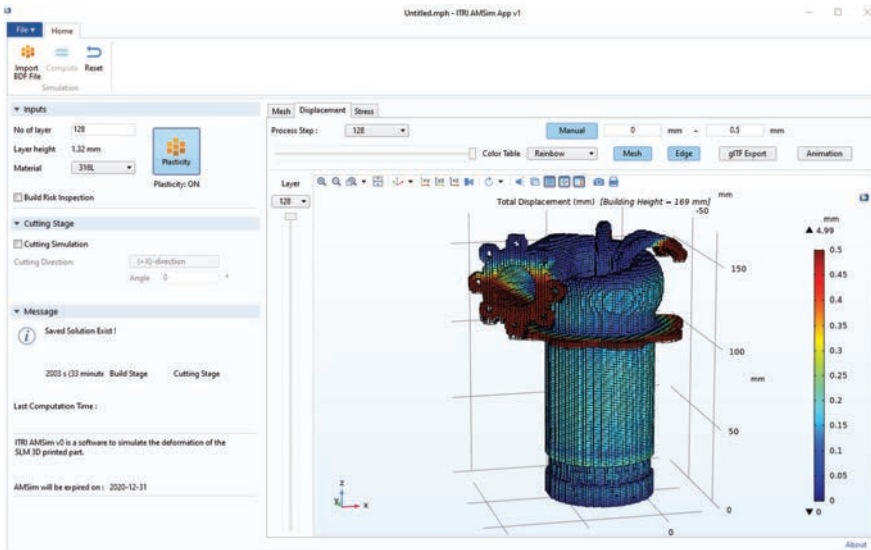 Untitled.mph - ITRI AMSim App v1
File Home
Import BDF File
Compute
Reset
Simulation
Inputs
No of layer 128
Layer height 1.32 mm
Material 316L
Plasticity
Plasticity: ON
Build Risk Inspection
Cutting Stage
Cutting Simulation
Cutting Direction: (+X)-direction
Angle 0 °
Message
Saved Solution Exist !
2003 s (33 minute Build Stage Cutting Stage
Last Computation Time :
ITRI AMSim v0 is a software to simulate the deformation of the
SLM 3D printed part.
AMSim will be expired on : 2020-12-31
Mesh Displacement Stress
Process Step : 128 Manual 0 mm ~ 0.5 mm
Color Table Rainbow Mesh Edge glTF Export Animation
Layer
128
Total Displacement (mm) [Building Height = 169 mm]
mm
-50
150
100
mm
50
0
0
z
y
x
mm
▲ 4.99
0.5
0.45
0.4
0.35
0.3
0.25
0.2
0.15
0.1
0.05
0
▼ 0
About